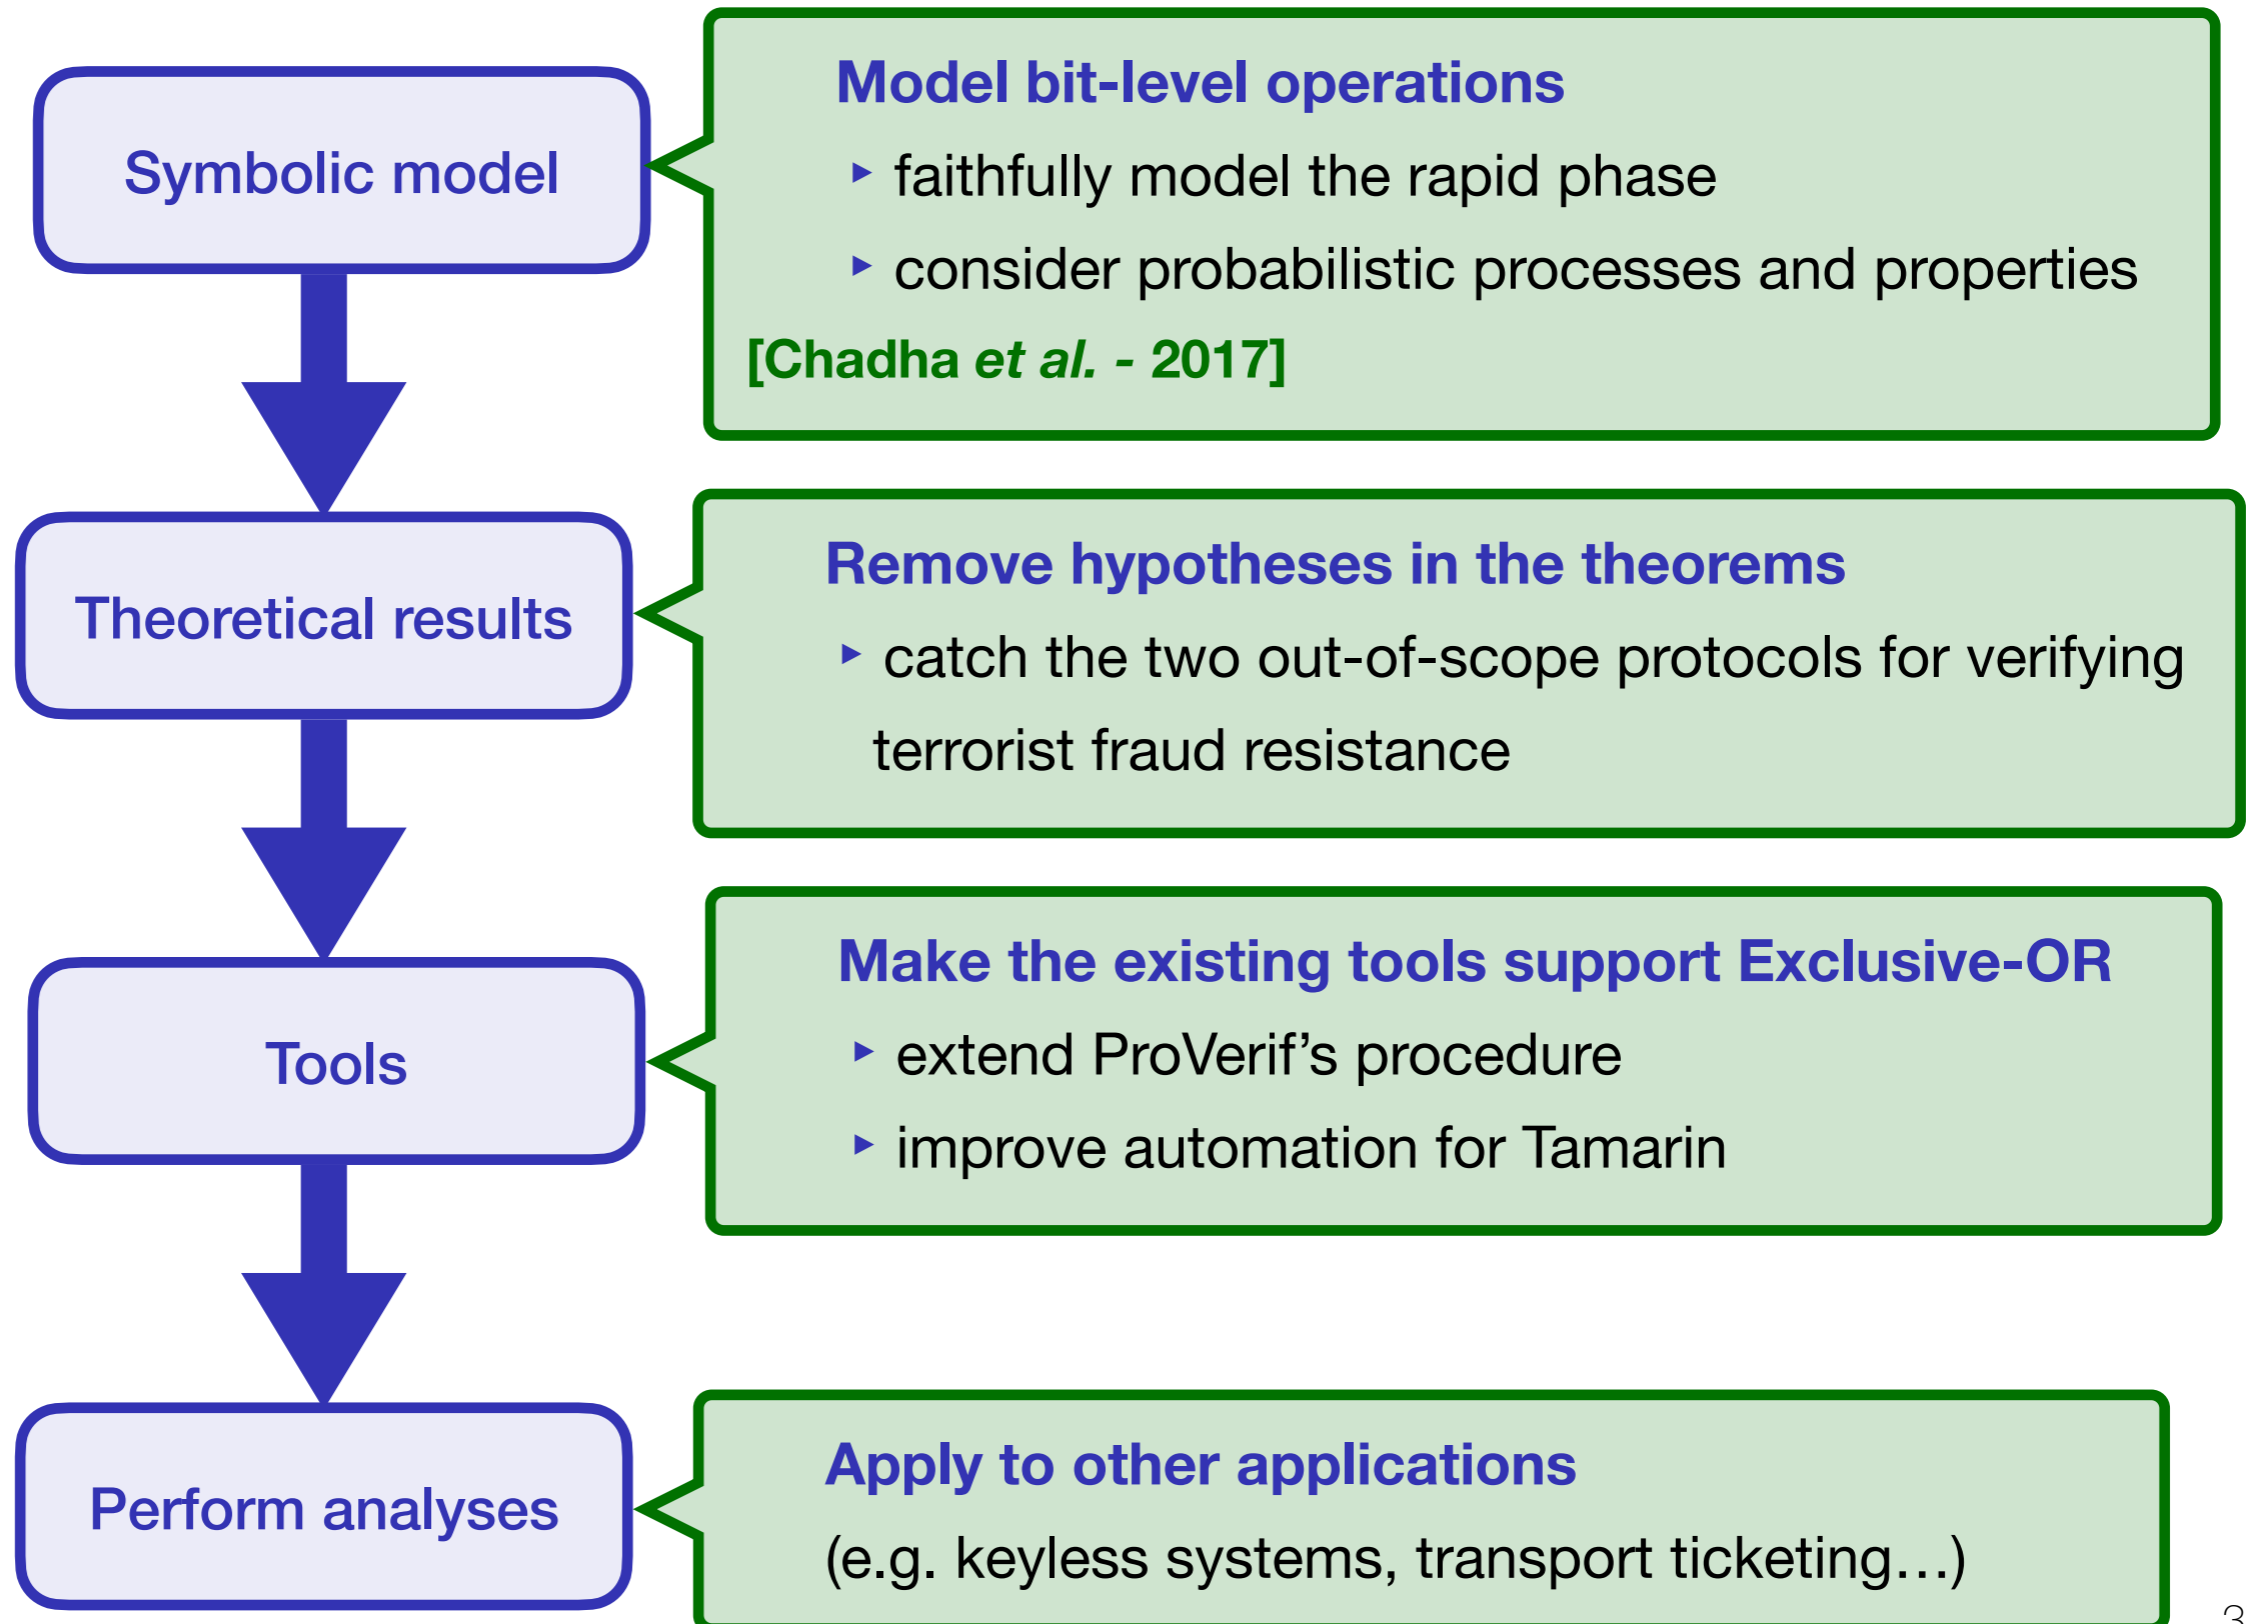 Symbolic model
Model bit-level operations
‣ faithfully model the rapid phase
‣ consider probabilistic processes and properties
[Chadha et al. - 2017]
Theoretical results
Remove hypotheses in the theorems
‣ catch the two out-of-scope protocols for verifying
terrorist fraud resistance
Tools
Make the existing tools support Exclusive-OR
‣ extend ProVerif’s procedure
‣ improve automation for Tamarin
Perform analyses
Apply to other applications
(e.g. keyless systems, transport ticketing…)